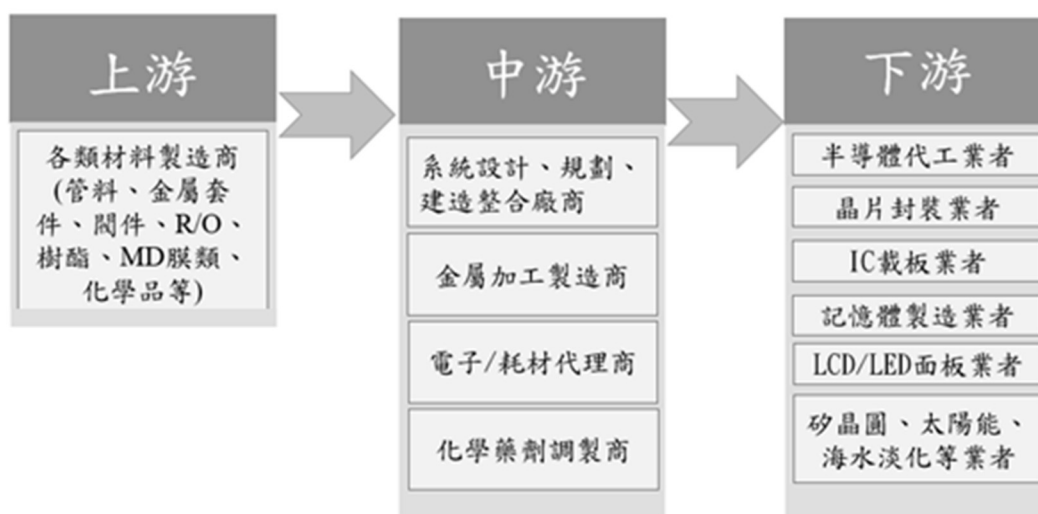 上游
各類材料製造商
(管料、金屬套
件、閥件、R/O、
樹酯、MD膜類、
化學品等)
中游
系統設計、規劃、
建造整合廠商
金屬加工製造商
電子/耗材代理商
化學藥劑調製商
下游
半導體代工業者
晶片封裝業者
IC載板業者
記憶體製造業者
LCD/LED面板業者
矽晶圓、太陽能、
海水淡化等業者